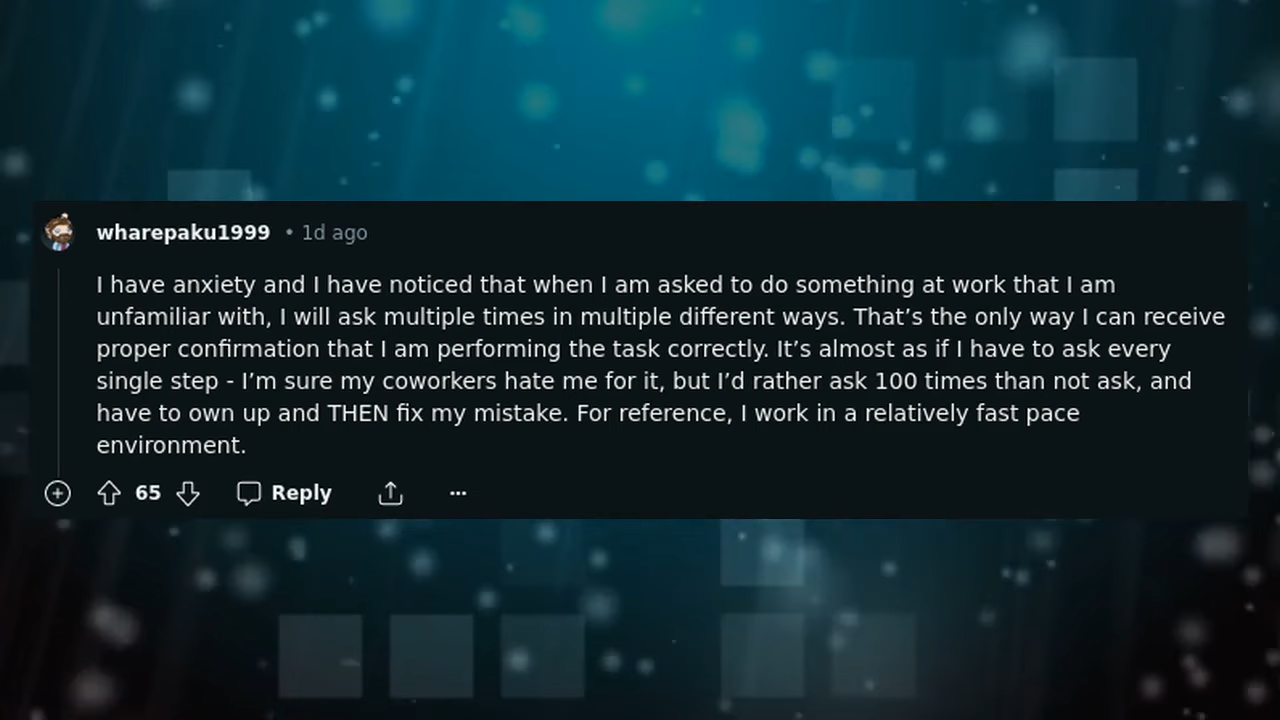 wharepaku1999 • 1d ago
I have anxiety and I have noticed that when I am asked to do something at work that I am
unfamiliar with, I will ask multiple times in multiple different ways. That’s the only way I can receive
proper confirmation that I am performing the task correctly. It’s almost as if I have to ask every
single step - I’m sure my coworkers hate me for it, but I’d rather ask 100 times than not ask, and
have to own up and THEN fix my mistake. For reference, I work in a relatively fast pace
environment.
65 Reply